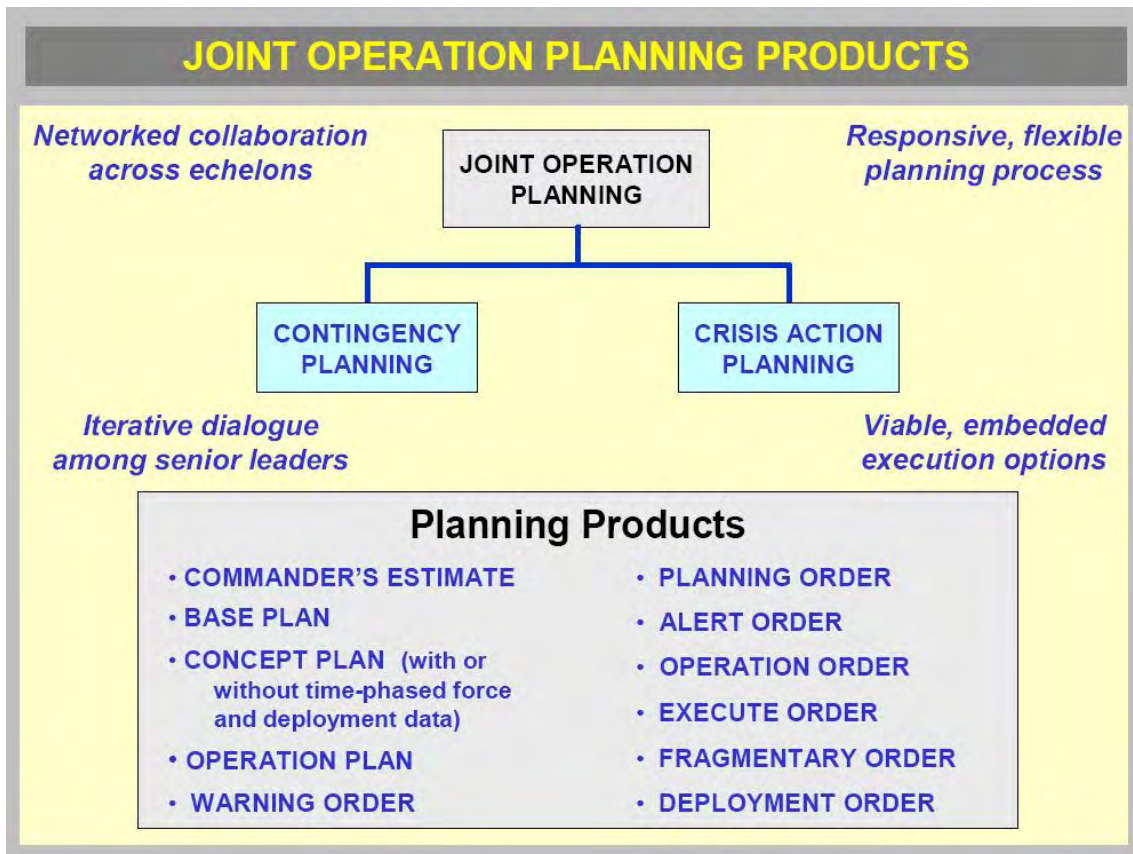 JOINT OPERATION PLANNING PRODUCTS
Networked collaboration
across echelons
JOINT OPERATION
PLANNING
Responsive, flexible
planning process
CONTINGENCY
PLANNING
CRISIS ACTION
PLANNING
Iterative dialogue
among senior leaders
Viable, embedded
execution options
Planning Products
• COMMANDER'S ESTIMATE
• BASE PLAN
• CONCEPT PLAN (with or
without time-phased force
and deployment data)
• OPERATION PLAN
• WARNING ORDER
• PLANNING ORDER
• ALERT ORDER
• OPERATION ORDER
• EXECUTE ORDER
• FRAGMENTARY ORDER
• DEPLOYMENT ORDER